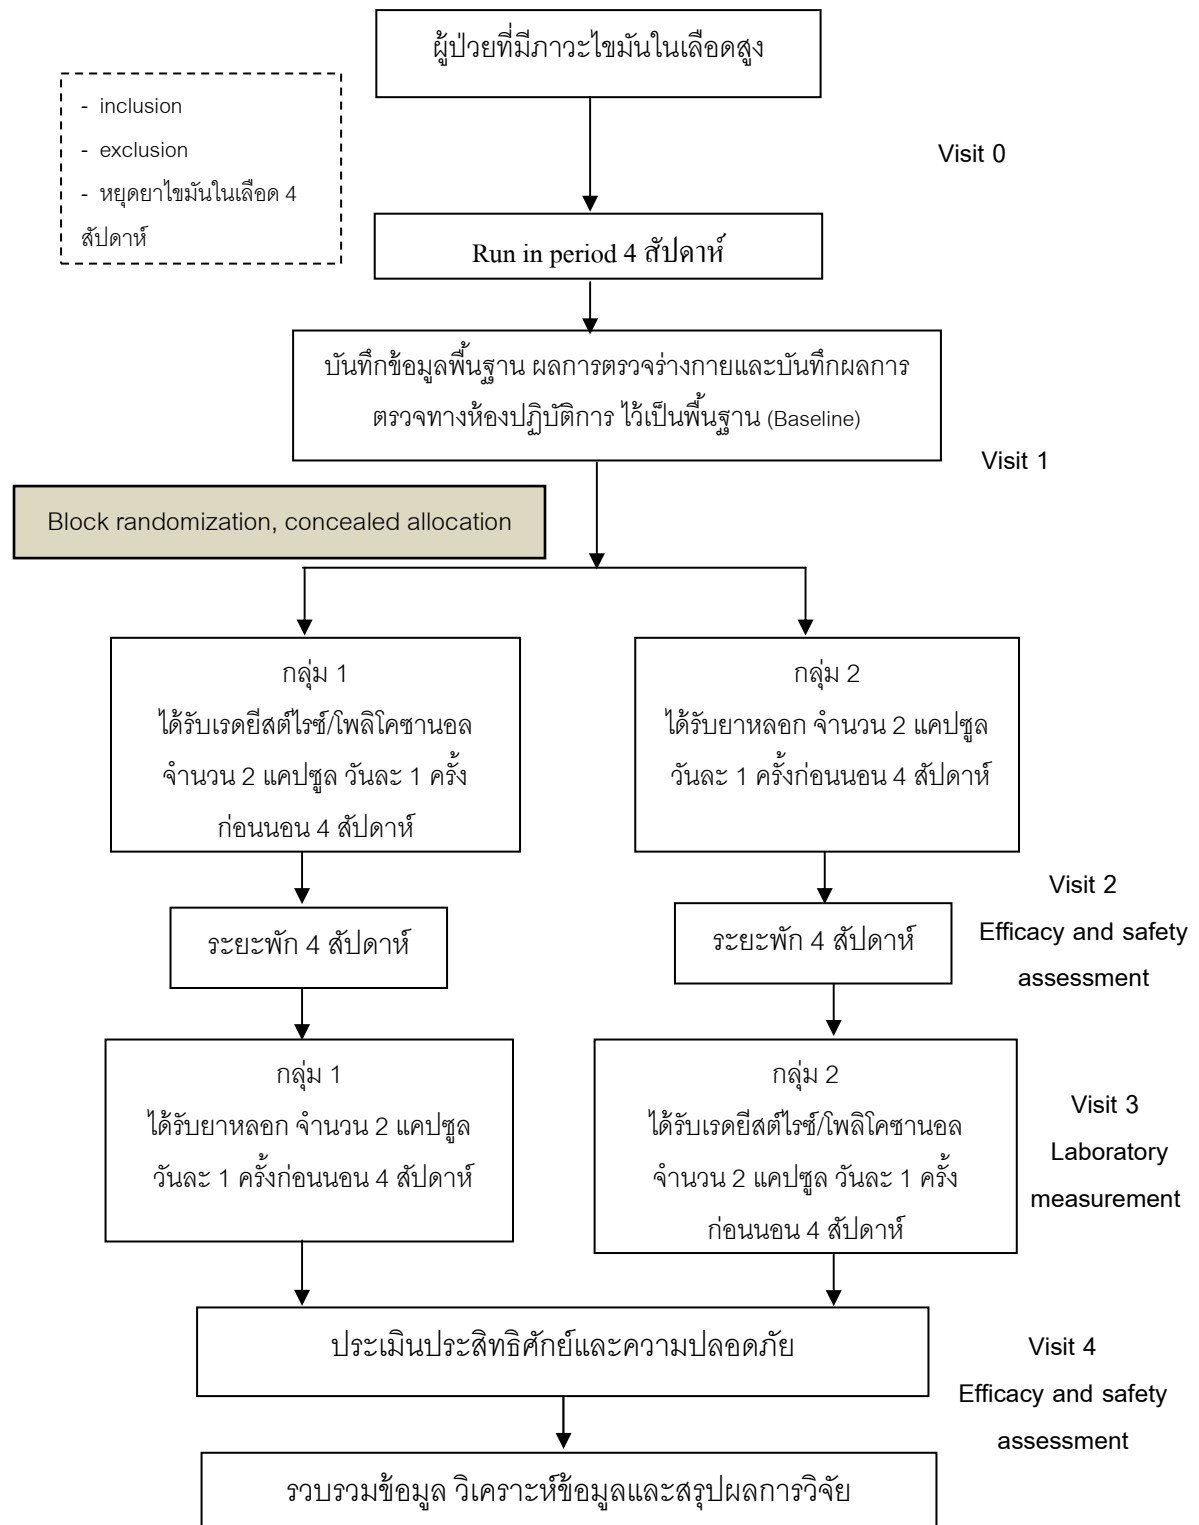 ผู้ป่วยที่มีภาวะไขมันในเลือดสูง
- inclusion
- exclusion
- หยุดยาไขมันในเลือด 4
สัปดาห์
Visit 0
Run in period 4 สัปดาห์
บันทึกข้อมูลพื้นฐาน ผลการตรวจร่างกายและบันทึกผลการ
ตรวจทางห้องปฏิบัติการ ไว้เป็นพื้นฐาน (Baseline)
Visit 1
Block randomization, concealed allocation
กลุ่ม 1
ได้รับเรดยีสต์ไรซ์/โพลิโคซานอล
จำนวน 2 แคปซูล วันละ 1 ครั้ง
ก่อนนอน 4 สัปดาห์
กลุ่ม 2
ได้รับยาหลอก จำนวน 2 แคปซูล
วันละ 1 ครั้งก่อนนอน 4 สัปดาห์
ระยะพัก 4 สัปดาห์
ระยะพัก 4 สัปดาห์
Visit 2
Efficacy and safety
assessment
กลุ่ม 1
ได้รับยาหลอก จำนวน 2 แคปซูล
วันละ 1 ครั้งก่อนนอน 4 สัปดาห์
กลุ่ม 2
ได้รับเรดยีสต์ไรซ์/โพลิโคซานอล
จำนวน 2 แคปซูล วันละ 1 ครั้ง
ก่อนนอน 4 สัปดาห์
Visit 3
Laboratory
measurement
ประเมินประสิทธิศักย์และความปลอดภัย
Visit 4
Efficacy and safety
assessment
รวบรวมข้อมูล วิเคราะห์ข้อมูลและสรุปผลการวิจัย